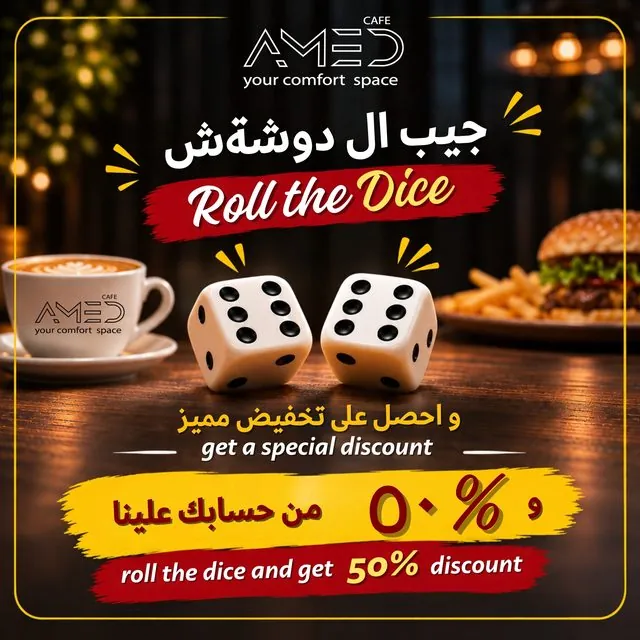 CAFE
AMED
your comfort space
جيب ال دوشةش
Roll the Dice
CAFE
AMED
your comfort space
و احصل على تخفيض مميز
get a special discount
و ٥٠% من حسابك علينا
roll the dice and get 50% discount